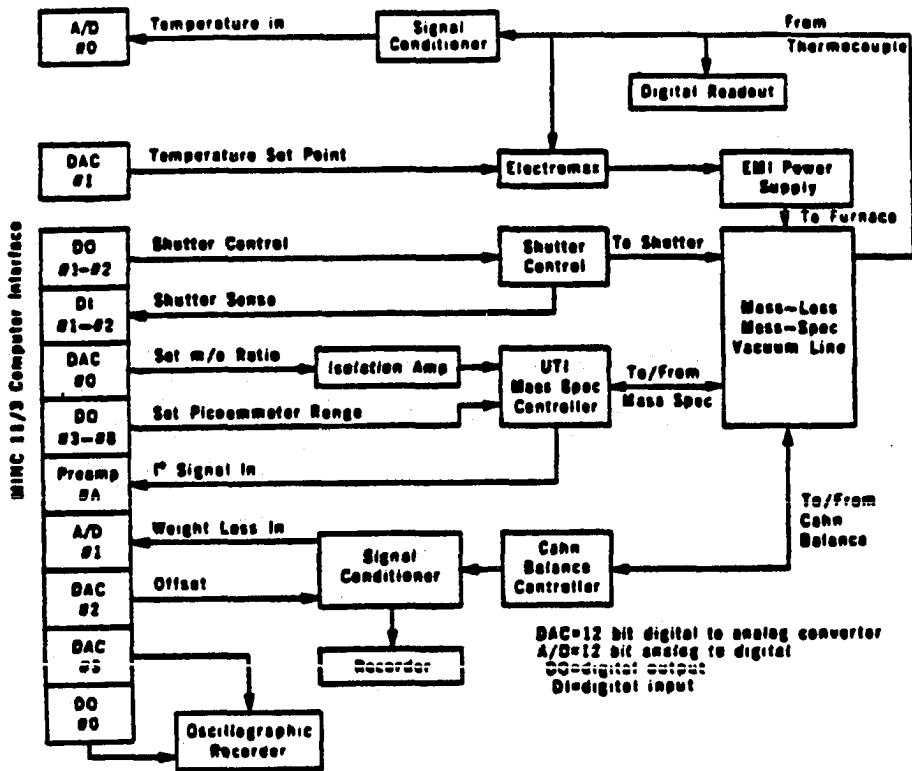 A/D
#0
Temperature in
Signal
Conditioner
From
Thermocouple
Digital Readout
DAC
#1
Temperature Set Point
Electromax
EMI Power
Supply
To Furnace
MINC 11/3 Computer Interface
DO
#1-#2
Shutter Control
Shutter
Control
To Shutter
DI
#1-#2
Shutter Sense
Mass-Loss
Mass-Spec
Vacuum Line
DAC
#0
Set m/e Ratio
Isolation Amp
UTI
Mass Spec
Controller
To/From
Mass Spec
DO
#3-#8
Set Picoammeter Range
Preamp
#A
I+ Signal In
To/From
Cahn
Balance
A/D
#1
Weight Loss In
Signal
Conditioner
Cahn
Balance
Controller
DAC
#2
Offset
Recorder
DAC
#3
DO
#0
Oscillographic
Recorder
DAC=12 bit digital to analog convertor
A/D=12 bit analog to digital
DO=digital output
DI=digital input